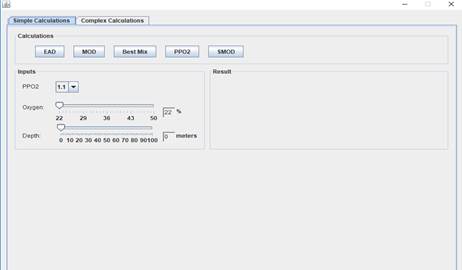 Simple Calculations Complex Calculations
Calculations
EAD MOD Best Mix PPO2 SMOD
Inputs Result
PPO2 1.1
Oxygen: 22 %
22 29 36 43 50
Depth: 0 meters
0 10 20 30 40 50 60 70 80 90100